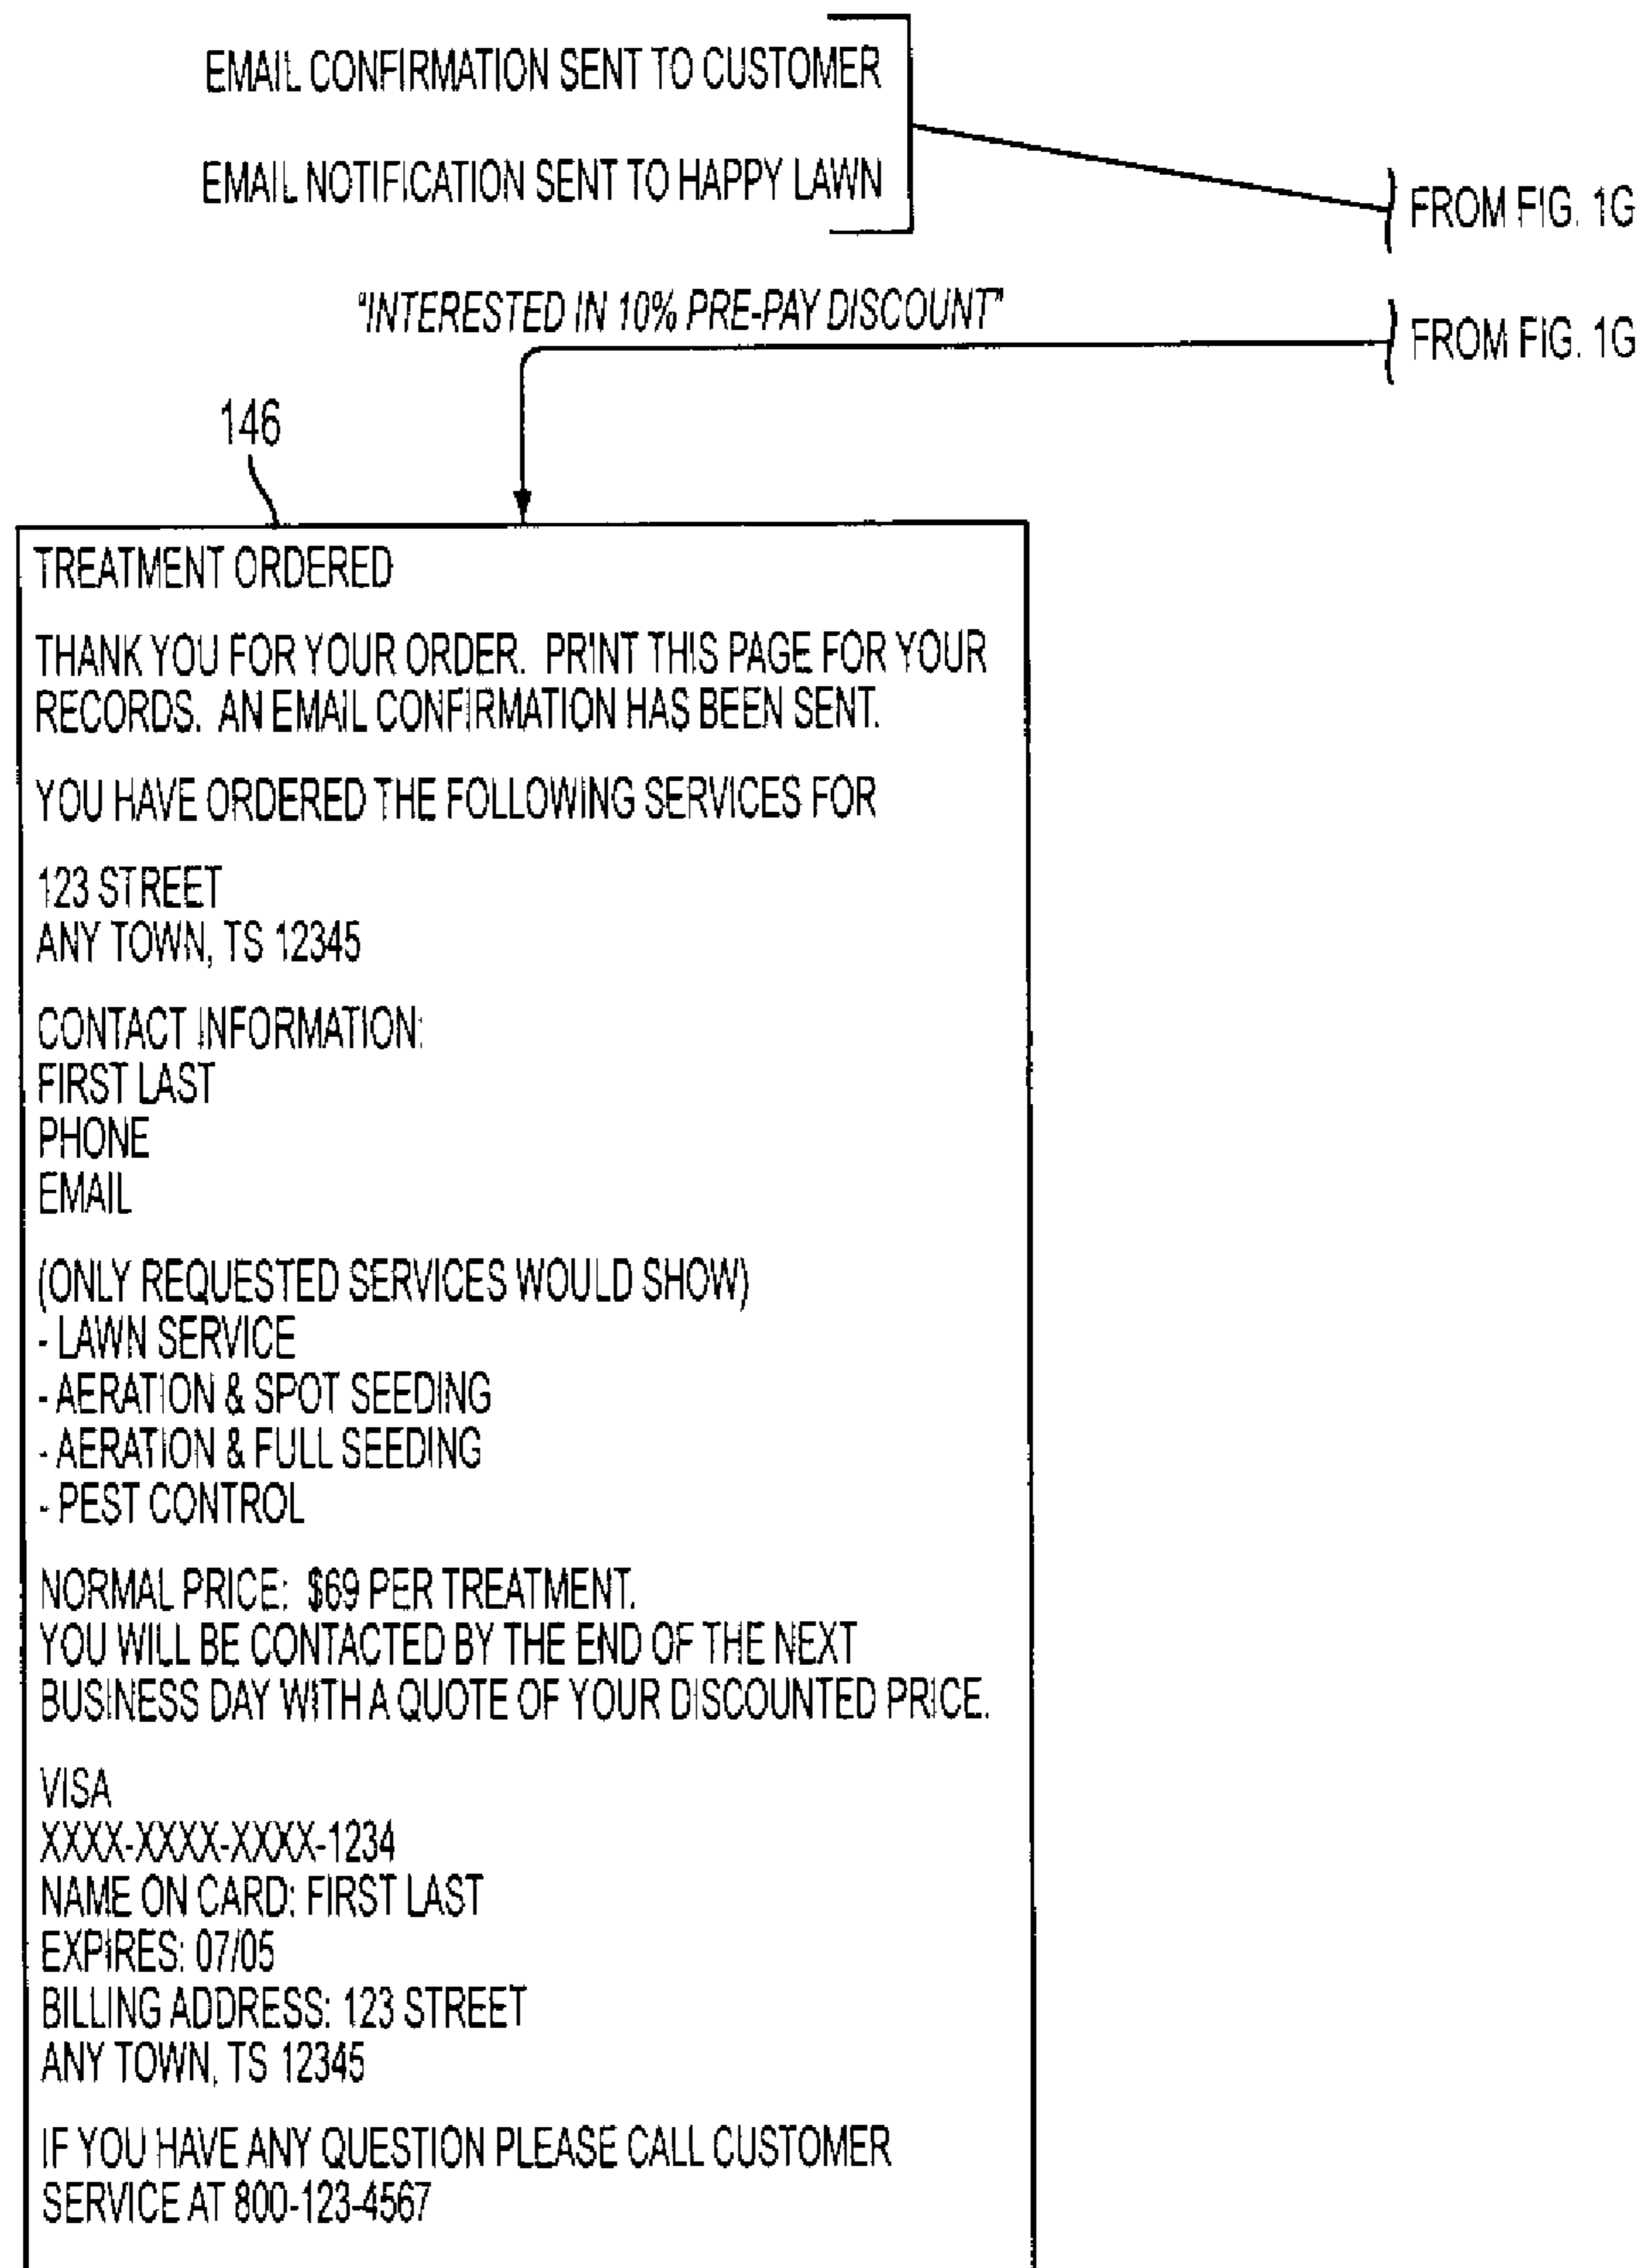 EMAIL CONFIRMATION SENT TO CUSTOMER
EMAIL NOTIFICATION SENT TO HAPPY LAWN
FROM FIG. 1G
"INTERESTED IN 10% PRE-PAY DISCOUNT"
FROM FIG. 1G
146
TREATMENT ORDERED
THANK YOU FOR YOUR ORDER. PRINT THIS PAGE FOR YOUR
RECORDS. AN EMAIL CONFIRMATION HAS BEEN SENT.
YOU HAVE ORDERED THE FOLLOWING SERVICES FOR
123 STREET
ANY TOWN, TS 12345
CONTACT INFORMATION:
FIRST LAST
PHONE
EMAIL
(ONLY REQUESTED SERVICES WOULD SHOW)
- LAWN SERVICE
- AERATION & SPOT SEEDING
- AERATION & FULL SEEDING
- PEST CONTROL
NORMAL PRICE: $69 PER TREATMENT.
YOU WILL BE CONTACTED BY THE END OF THE NEXT
BUSINESS DAY WITH A QUOTE OF YOUR DISCOUNTED PRICE.
VISA
XXXX-XXXX-XXXX-1234
NAME ON CARD: FIRST LAST
EXPIRES: 07/05
BILLING ADDRESS: 123 STREET
ANY TOWN, TS 12345
IF YOU HAVE ANY QUESTION PLEASE CALL CUSTOMER
SERVICE AT 800-123-4567